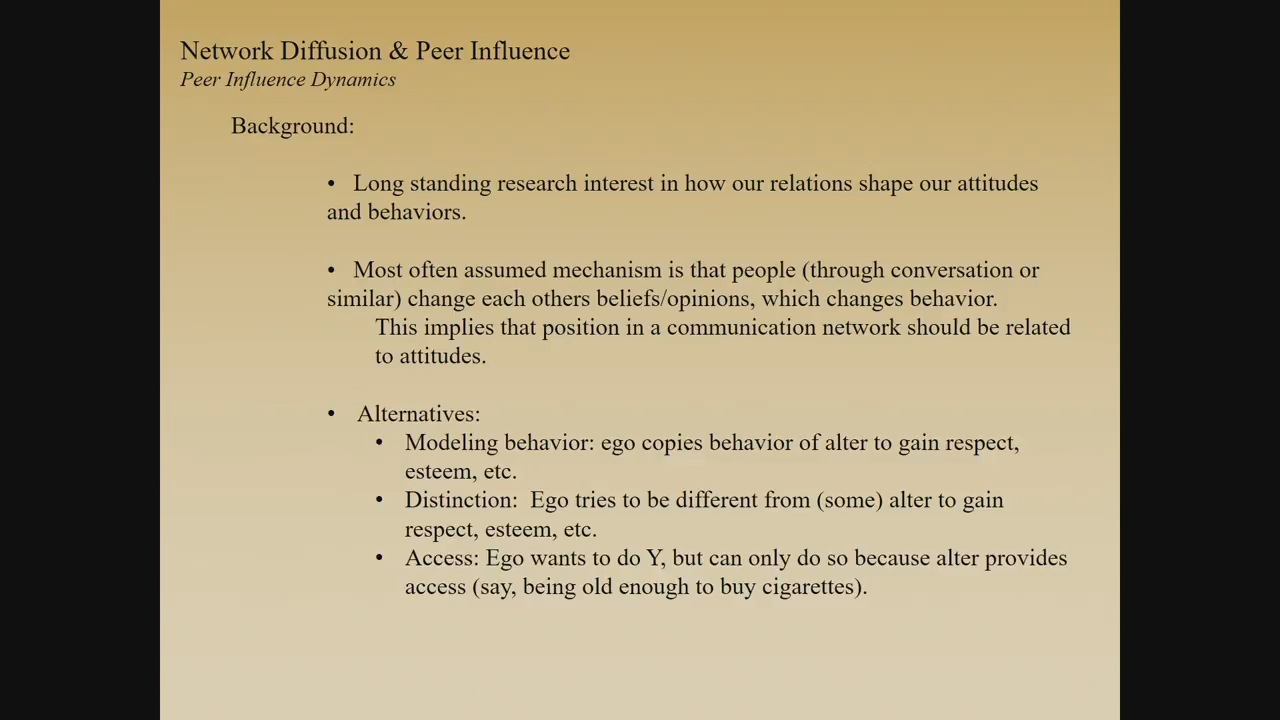 Network Diffusion & Peer Influence
Peer Influence Dynamics
Background:
• Long standing research interest in how our relations shape our attitudes
and behaviors.
• Most often assumed mechanism is that people (through conversation or
similar) change each others beliefs/opinions, which changes behavior.
This implies that position in a communication network should be related
to attitudes.
• Alternatives:
• Modeling behavior: ego copies behavior of alter to gain respect,
esteem, etc.
• Distinction: Ego tries to be different from (some) alter to gain
respect, esteem, etc.
• Access: Ego wants to do Y, but can only do so because alter provides
access (say, being old enough to buy cigarettes).